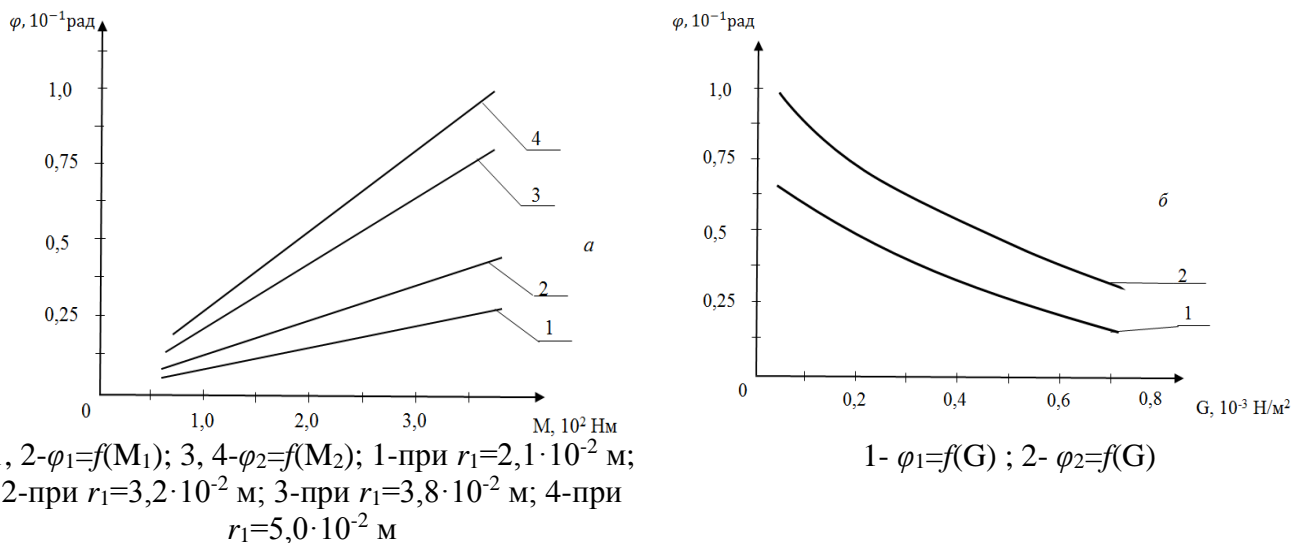 φ, 10⁻¹рад
1,0
0,75
0,5
0,25
0
1,0
2,0
3,0
М, 10² Нм
4
3
2
1
а
, 2-φ₁=f(М₁); 3, 4-φ₂=f(М₂); 1-при r₁=2,1·10⁻² м;
2-при r₁=3,2·10⁻² м; 3-при r₁=3,8·10⁻² м; 4-при
r₁=5,0·10⁻² м
φ, 10⁻¹рад
1,0
0,75
0,5
0,25
0
0,2
0,4
0,6
0,8
G, 10⁻³ Н/м²
б
2
1
1- φ₁=f(G) ; 2- φ₂=f(G)